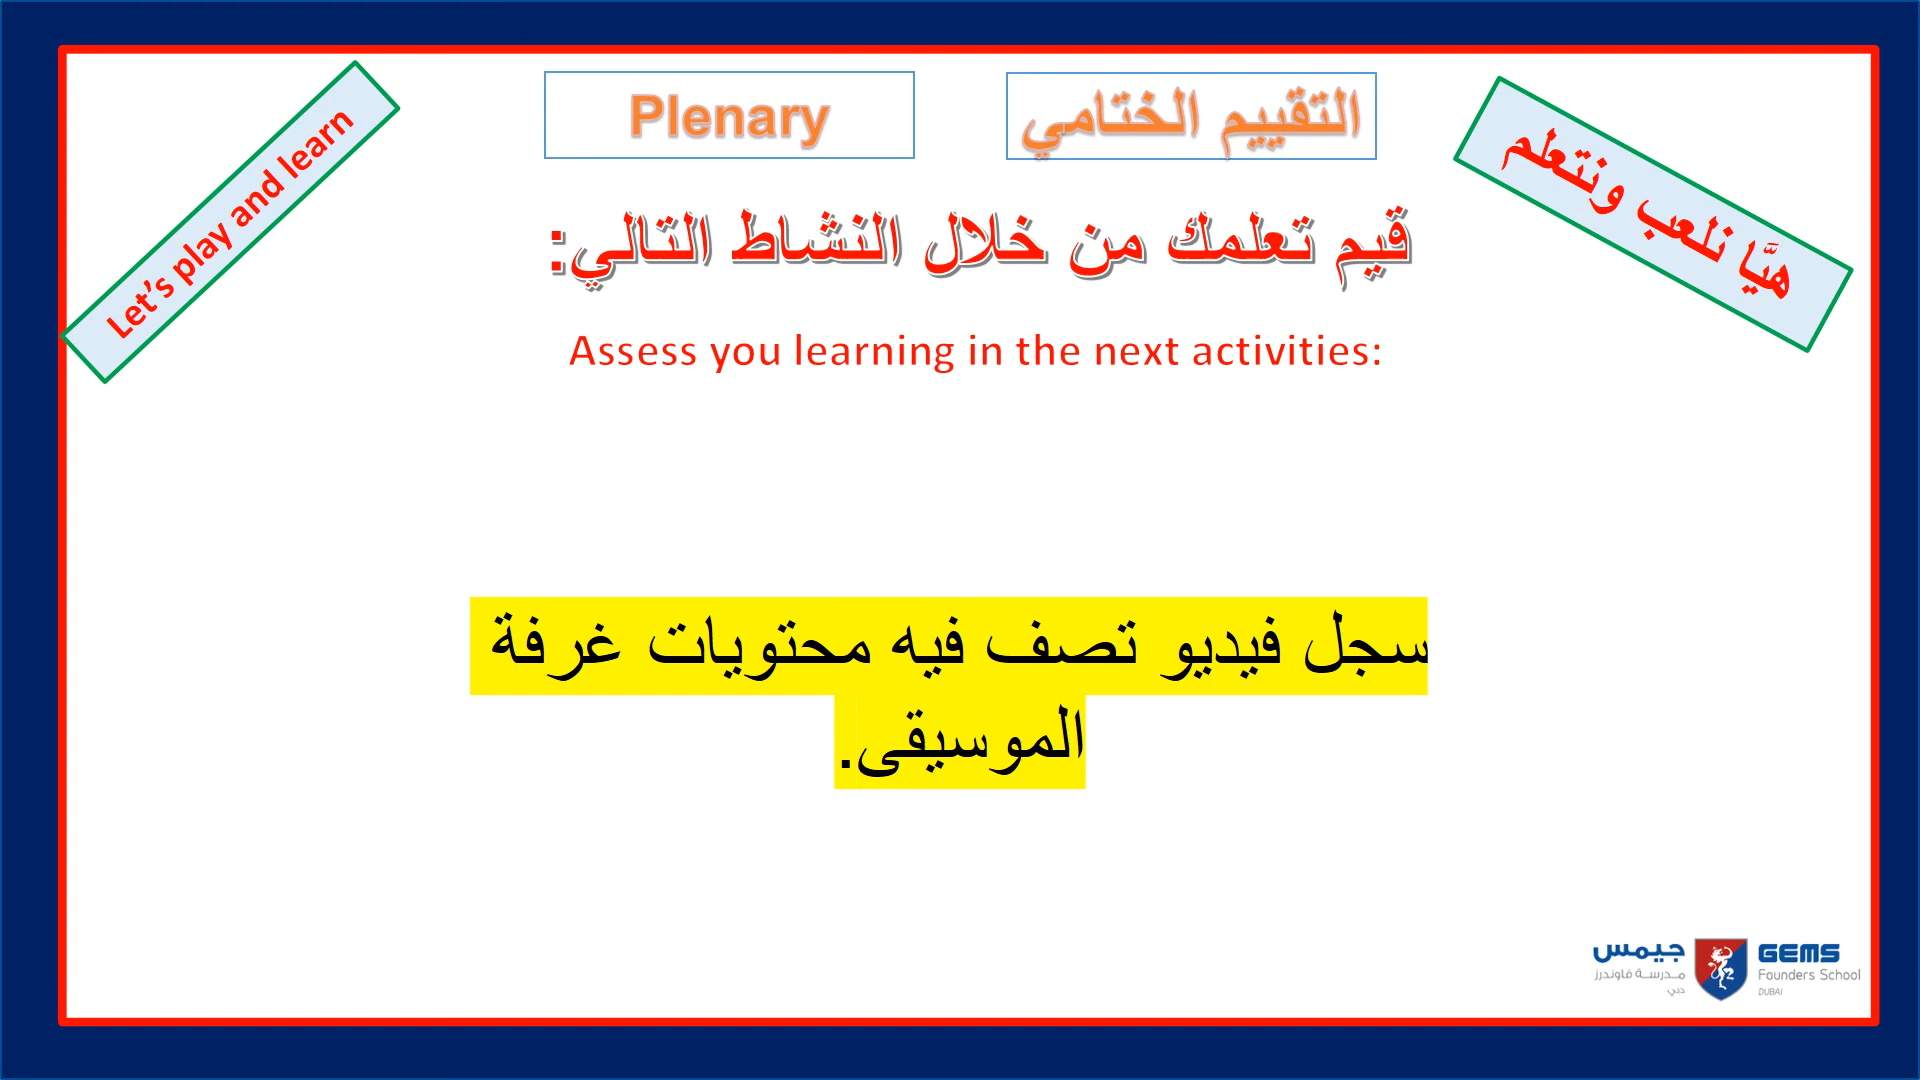 Let's play and learn
Plenary
التقييم الختامي
هيَّا نلعب ونتعلم
قيم تعلمك من خلال النشاط التالي:
Assess you learning in the next activities:
سجل فيديو تصف فيه محتويات غرفة
الموسيقى.
جيمس
مدرسة فاوندرز
دبي
GEMS
Founders School
DUBAI